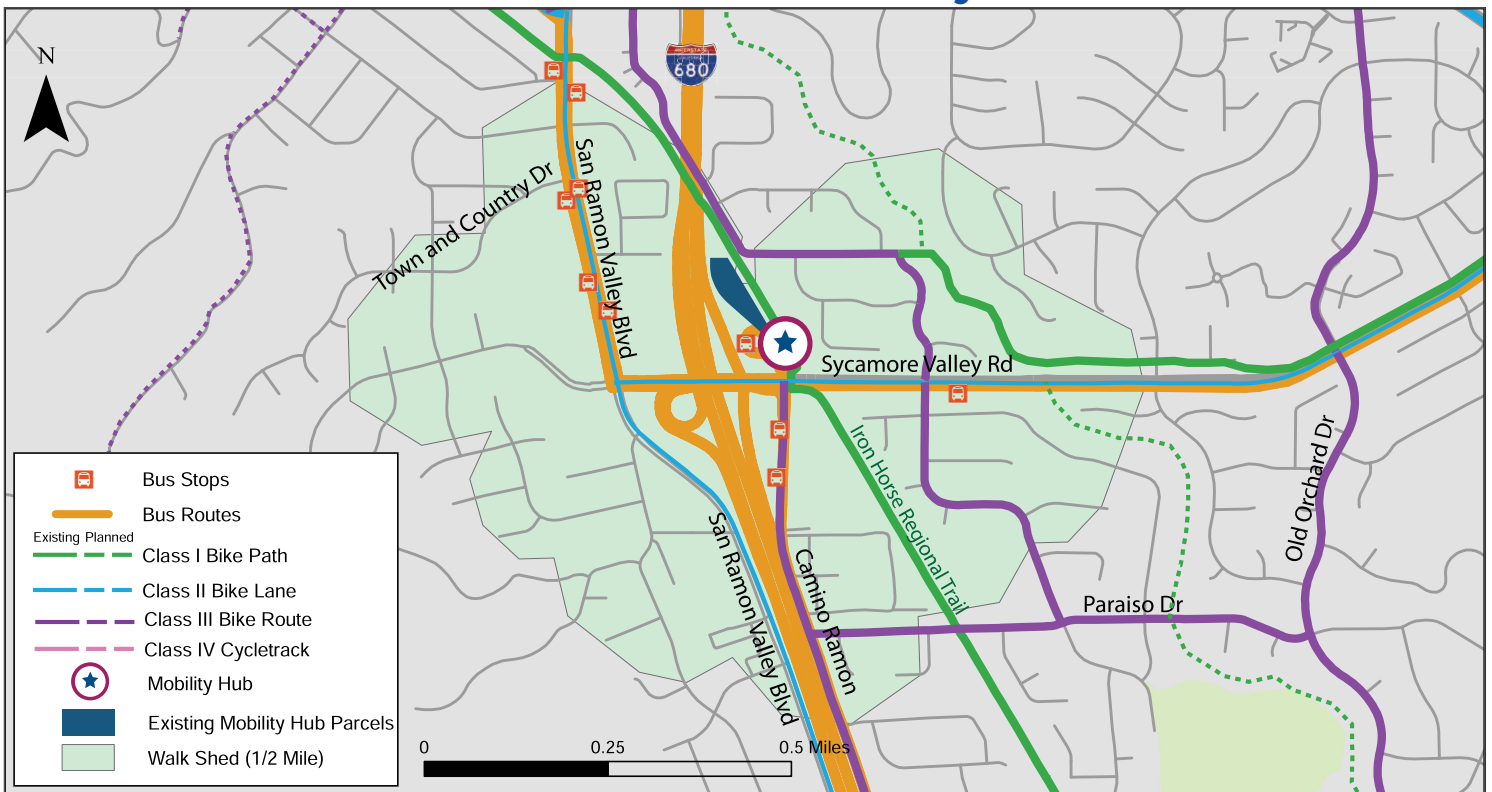 N
INTERSTATE
CALIFORNIA
680
Town and Country Dr
San Ramon Valley Blvd
Sycamore Valley Rd
Iron Horse Regional Trail
Old Orchard Dr
San Ramon Valley Blvd
Camino Ramon
Paraiso Dr
Bus Stops
Bus Routes
Existing Planned
Class I Bike Path
Class II Bike Lane
Class III Bike Route
Class IV Cycletrack
Mobility Hub
Existing Mobility Hub Parcels
Walk Shed (1/2 Mile)
0 0.25 0.5 Miles